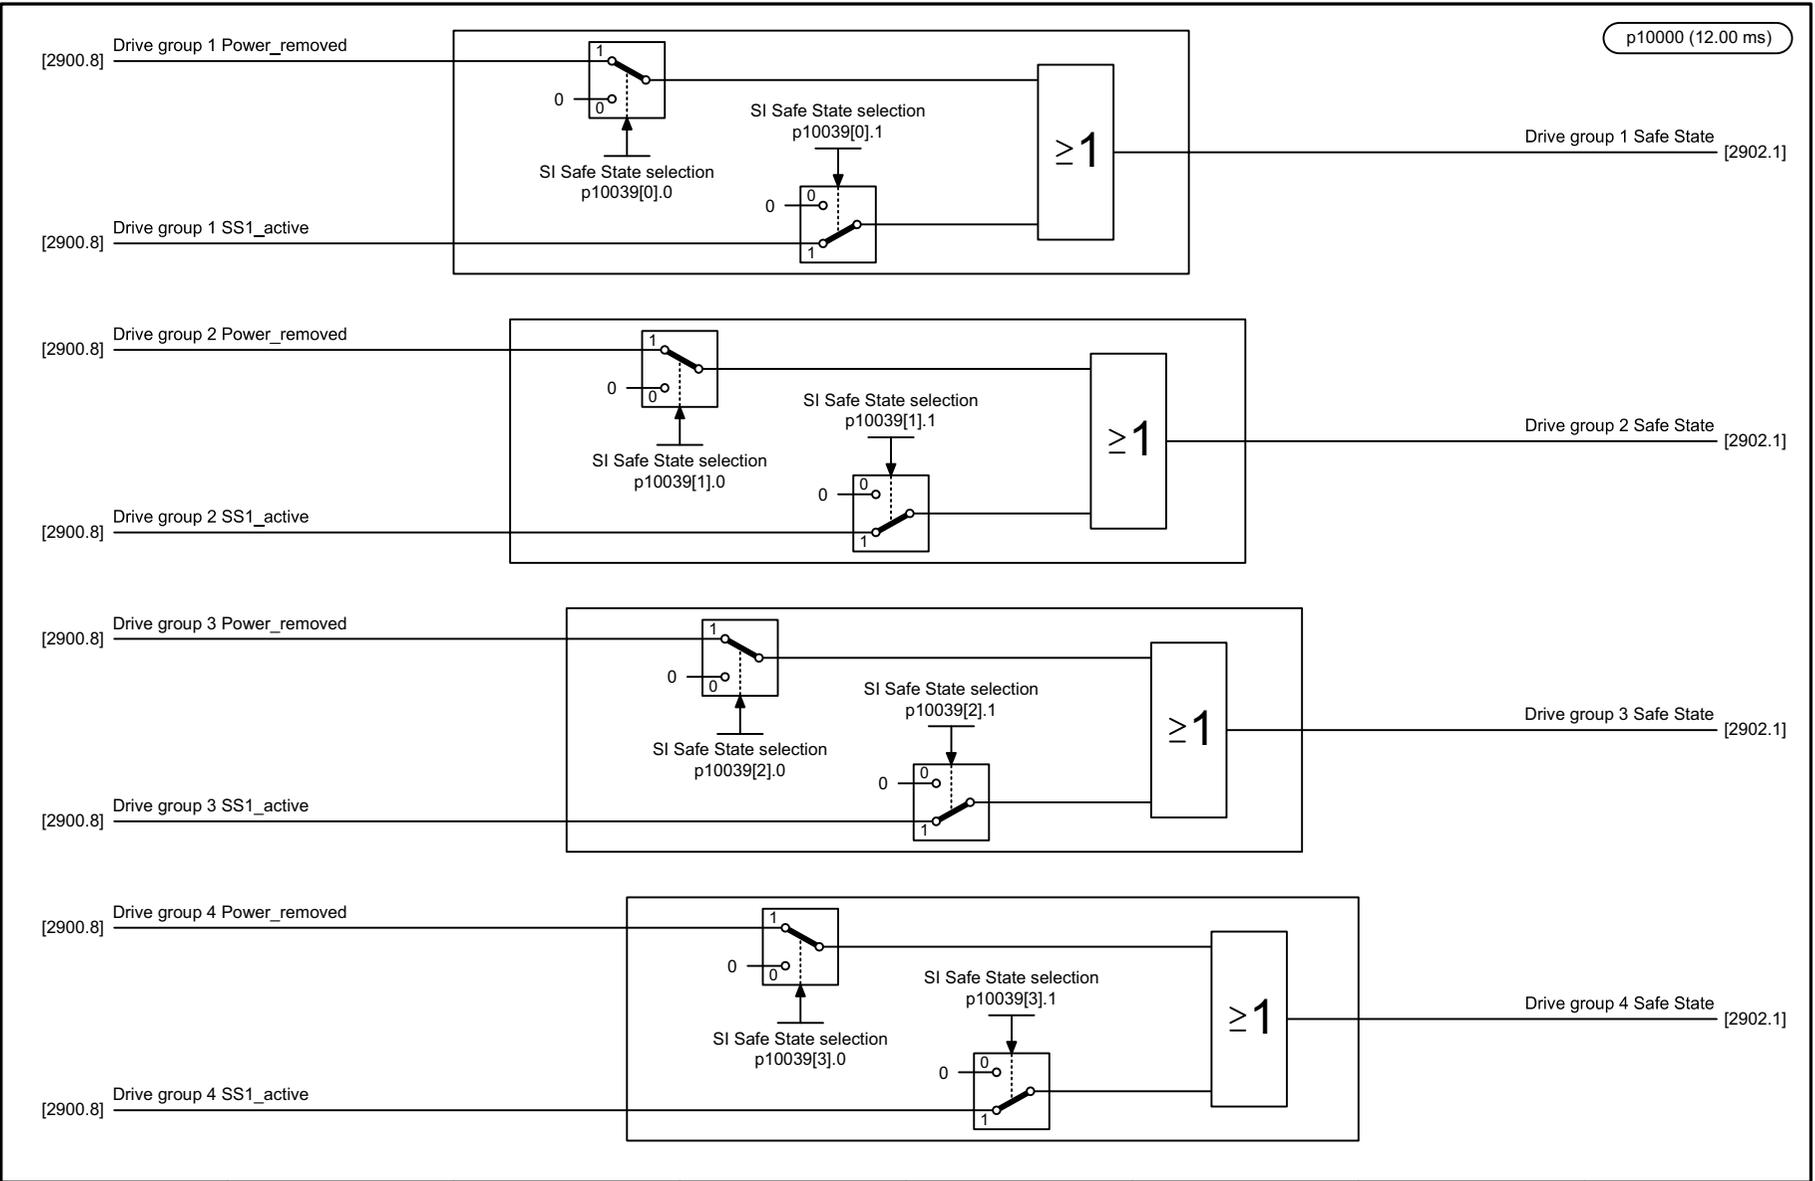 p10000 (12.00 ms)
Drive group 1 Power_removed
[2900.8]
1
0
0
SI Safe State selection
p10039[0].0
SI Safe State selection
p10039[0].1
0
0
1
≥1
Drive group 1 Safe State
[2902.1]
Drive group 1 SS1_active
[2900.8]
Drive group 2 Power_removed
[2900.8]
1
0
0
SI Safe State selection
p10039[1].0
SI Safe State selection
p10039[1].1
0
0
1
≥1
Drive group 2 Safe State
[2902.1]
Drive group 2 SS1_active
[2900.8]
Drive group 3 Power_removed
[2900.8]
1
0
0
SI Safe State selection
p10039[2].0
SI Safe State selection
p10039[2].1
0
0
1
≥1
Drive group 3 Safe State
[2902.1]
Drive group 3 SS1_active
[2900.8]
Drive group 4 Power_removed
[2900.8]
1
0
0
SI Safe State selection
p10039[3].0
SI Safe State selection
p10039[3].1
0
0
1
≥1
Drive group 4 Safe State
[2902.1]
Drive group 4 SS1_active
[2900.8]